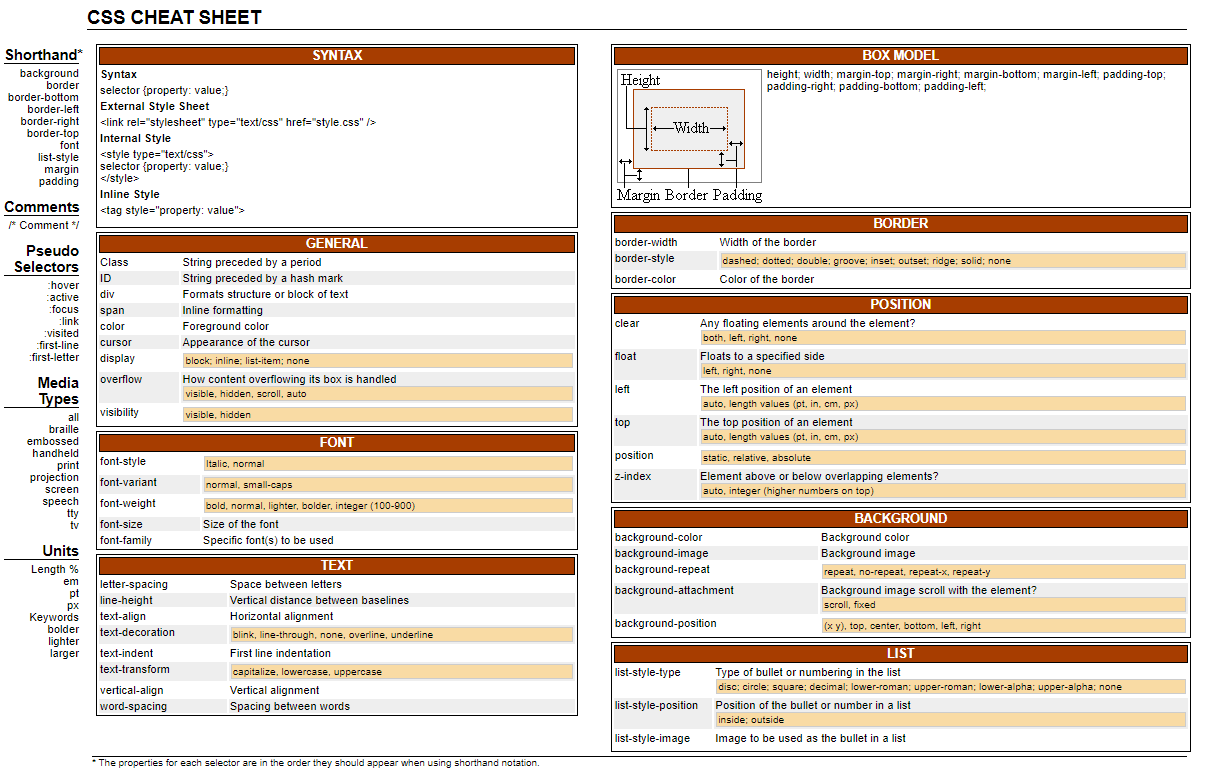 CSS CHEAT SHEET
Shorthand*
background
border
border-bottom
border-left
border-right
border-top
font
list-style
margin
padding
Comments
/* Comment */
Pseudo
Selectors
:hover
:active
:focus
:link
:visited
:first-line
:first-letter
Media
Types
all
braille
embossed
handheld
print
projection
screen
speech
tty
tv
Units
Length %
em
pt
px
Keywords
bolder
lighter
larger
SYNTAX
Syntax
selector {property: value;}
External Style Sheet
<link rel="stylesheet" type="text/css" href="style.css" />
Internal Style
<style type="text/css">
selector {property: value;}
</style>
Inline Style
<tag style="property: value">
GENERAL
Class String preceded by a period
ID String preceded by a hash mark
div Formats structure or block of text
span Inline formatting
color Foreground color
cursor Appearance of the cursor
display block; inline; list-item; none
overflow How content overflowing its box is handled
visible, hidden, scroll, auto
visibility visible, hidden
FONT
font-style Italic, normal
font-variant normal, small-caps
font-weight bold, normal, lighter, bolder, integer (100-900)
font-size Size of the font
font-family Specific font(s) to be used
TEXT
letter-spacing Space between letters
line-height Vertical distance between baselines
text-align Horizontal alignment
text-decoration blink, line-through, none, overline, underline
text-indent First line indentation
text-transform capitalize, lowercase, uppercase
vertical-align Vertical alignment
word-spacing Spacing between words
BOX MODEL
Height
Width
Margin Border Padding
height; width; margin-top; margin-right; margin-bottom; margin-left; padding-top;
padding-right; padding-bottom; padding-left;
BORDER
border-width Width of the border
border-style dashed; dotted; double; groove; inset; outset; ridge; solid; none
border-color Color of the border
POSITION
clear Any floating elements around the element?
both, left, right, none
float Floats to a specified side
left, right, none
left The left position of an element
auto, length values (pt, in, cm, px)
top The top position of an element
auto, length values (pt, in, cm, px)
position static, relative, absolute
z-index Element above or below overlapping elements?
auto, integer (higher numbers on top)
BACKGROUND
background-color Background color
background-image Background image
background-repeat repeat, no-repeat, repeat-x, repeat-y
background-attachment Background image scroll with the element?
scroll, fixed
background-position (x y), top, center, bottom, left, right
LIST
list-style-type Type of bullet or numbering in the list
disc; circle; square; decimal; lower-roman; upper-roman; lower-alpha; upper-alpha; none
list-style-position Position of the bullet or number in a list
inside; outside
list-style-image Image to be used as the bullet in a list
* The properties for each selector are in the order they should appear when using shorthand notation.